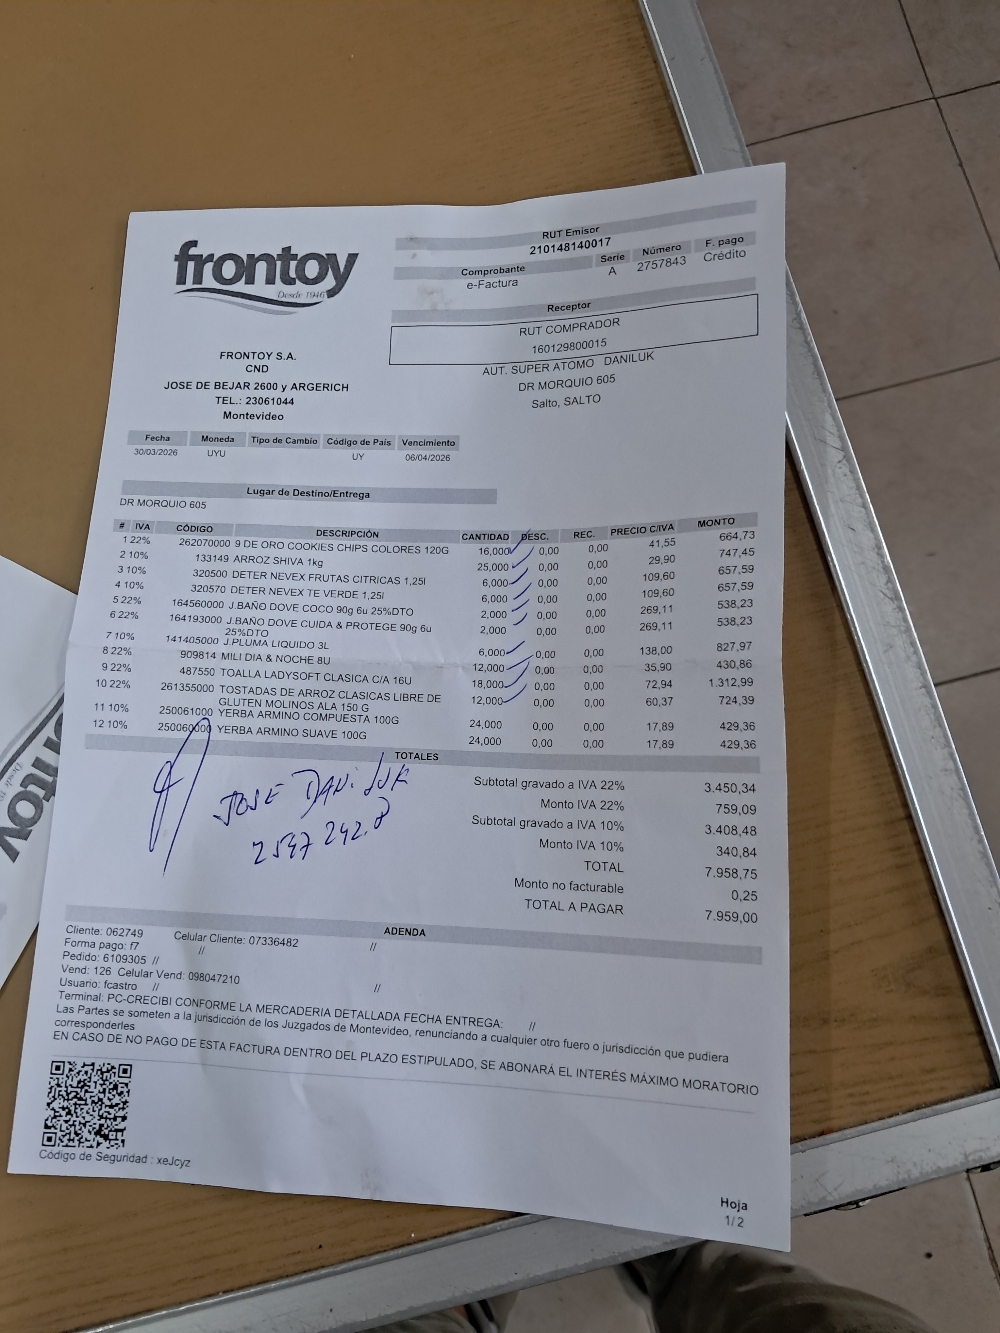 frontoy
Desde 1946
RUT Emisor
210148140017
Comprobante Serie Número F. pago
e-Factura A 2757843 Crédito
Receptor
RUT COMPRADOR
160129800015
AUT. SUPER ATOMO DANILUK
DR MORQUIO 605
Salto, SALTO
FRONTOY S.A.
CND
JOSE DE BEJAR 2600 y ARGERICH
TEL.: 23061044
Montevideo
Fecha Moneda Tipo de Cambio Código de País Vencimiento
30/03/2026 UYU UY 06/04/2026
Lugar de Destino/Entrega
DR MORQUIO 605
# IVA CÓDIGO DESCRIPCIÓN CANTIDAD DESC. REC. PRECIO C/IVA MONTO
1 22% 262070000 9 DE ORO COOKIES CHIPS COLORES 120G 16,000 0,00 0,00 41,55 664,73
2 10% 133149 ARROZ SHIVA 1kg 25,000 0,00 0,00 29,90 747,45
3 10% 320500 DETER NEVEX FRUTAS CITRICAS 1,25l 6,000 0,00 0,00 109,60 657,59
4 10% 320570 DETER NEVEX TE VERDE 1,25l 6,000 0,00 0,00 109,60 657,59
5 22% 164560000 J.BAÑO DOVE COCO 90g 6u 25%DTO 2,000 0,00 0,00 269,11 538,23
6 22% 164193000 J.BAÑO DOVE CUIDA & PROTEGE 90g 6u 2,000 0,00 0,00 269,11 538,23
25%DTO
7 10% 141405000 J.PLUMA LIQUIDO 3L 6,000 0,00 0,00 138,00 827,97
8 22% 909814 MILI DIA & NOCHE 8U 12,000 0,00 0,00 35,90 430,86
9 22% 487550 TOALLA LADYSOFT CLASICA C/A 16U 18,000 0,00 0,00 72,94 1.312,99
10 22% 261355000 TOSTADAS DE ARROZ CLASICAS LIBRE DE 12,000 0,00 0,00 60,37 724,39
GLUTEN MOLINOS ALA 150 G
11 10% 250061000 YERBA ARMINO COMPUESTA 100G 24,000 0,00 0,00 17,89 429,36
12 10% 250060000 YERBA ARMINO SUAVE 100G 24,000 0,00 0,00 17,89 429,36
TOTALES
Subtotal gravado a IVA 22% 3.450,34
Monto IVA 22% 759,09
Subtotal gravado a IVA 10% 3.408,48
Monto IVA 10% 340,84
TOTAL 7.958,75
Monto no facturable 0,25
TOTAL A PAGAR 7.959,00
JOSE DANiLUK
2597 242.8
ADENDA
Cliente: 062749 Celular Cliente: 07336482 //
Forma pago: f7 //
Pedido: 6109305 //
Vend: 126 Celular Vend: 098047210
Usuario: fcastro // //
Terminal: PC-CRECIBI CONFORME LA MERCADERIA DETALLADA FECHA ENTREGA: //
Las Partes se someten a la jurisdicción de los Juzgados de Montevideo, renunciando a cualquier otro fuero o jurisdicción que pudiera
corresponderles
EN CASO DE NO PAGO DE ESTA FACTURA DENTRO DEL PLAZO ESTIPULADO, SE ABONARÁ EL INTERÉS MÁXIMO MORATORIO
Código de Seguridad : xeJcyz
Hoja
1/2